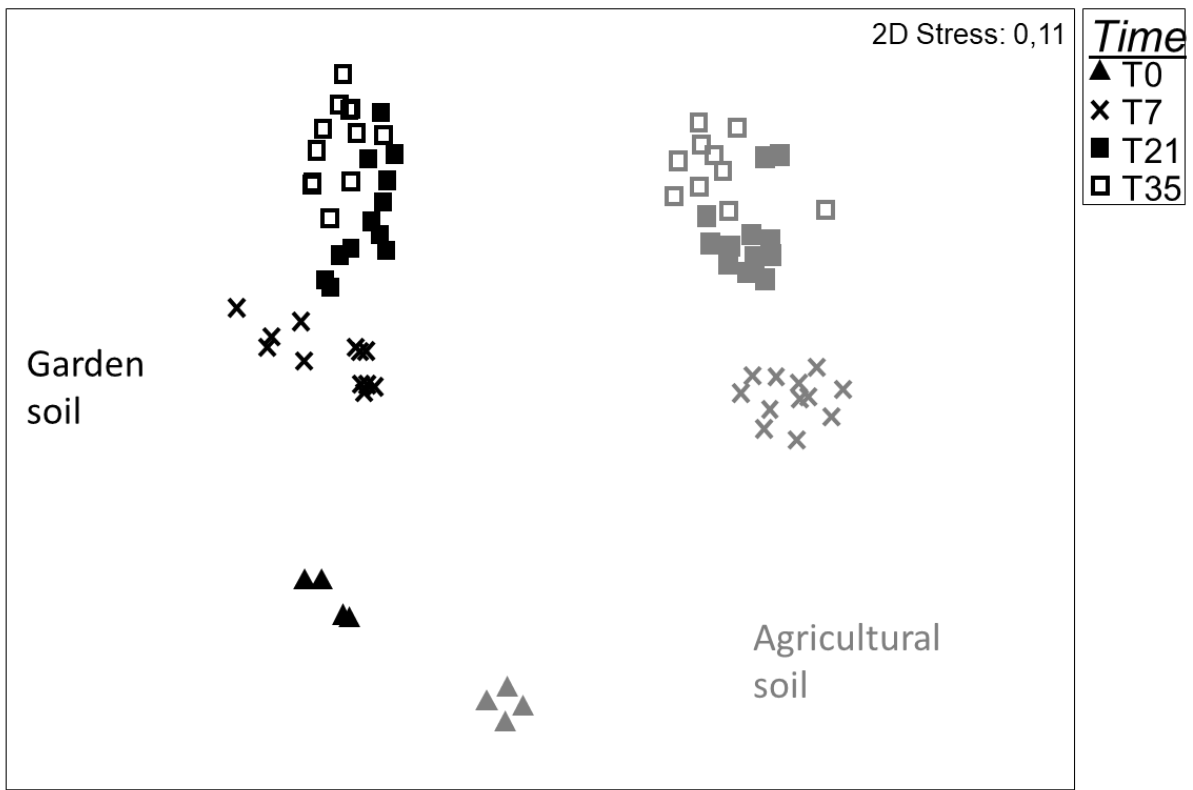 2D Stress: 0,11
Time
T0
T7
T21
T35
Garden
soil
Agricultural
soil